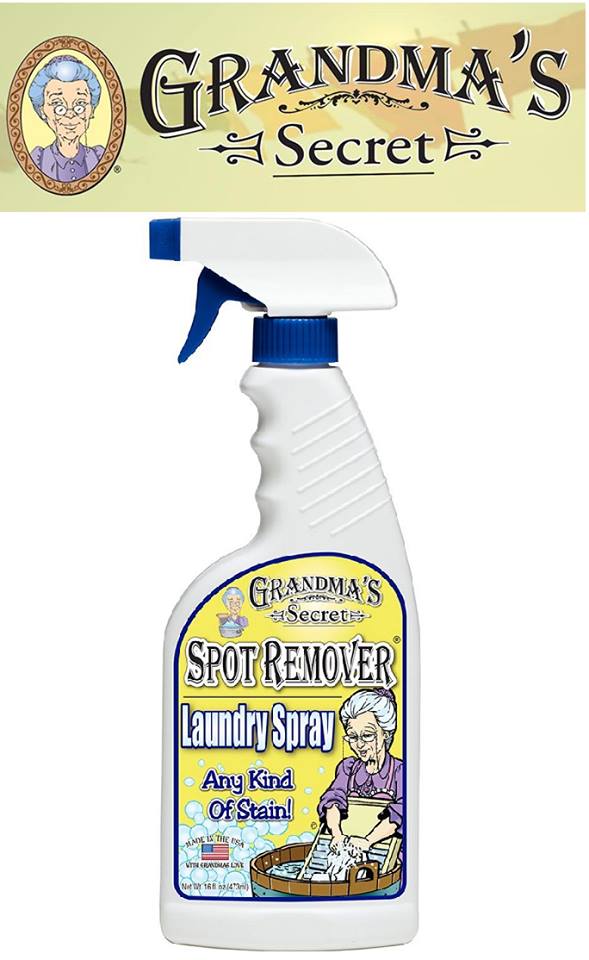 GRANDMA'S
Secret
®
GRANDMA'S
Secret
SPOT REMOVER®
Laundry Spray
Any Kind
Of Stain!
©
MADE IN THE USA
WITH GRANDMAS LOVE
Net Wt. 16 fl. oz (473ml)